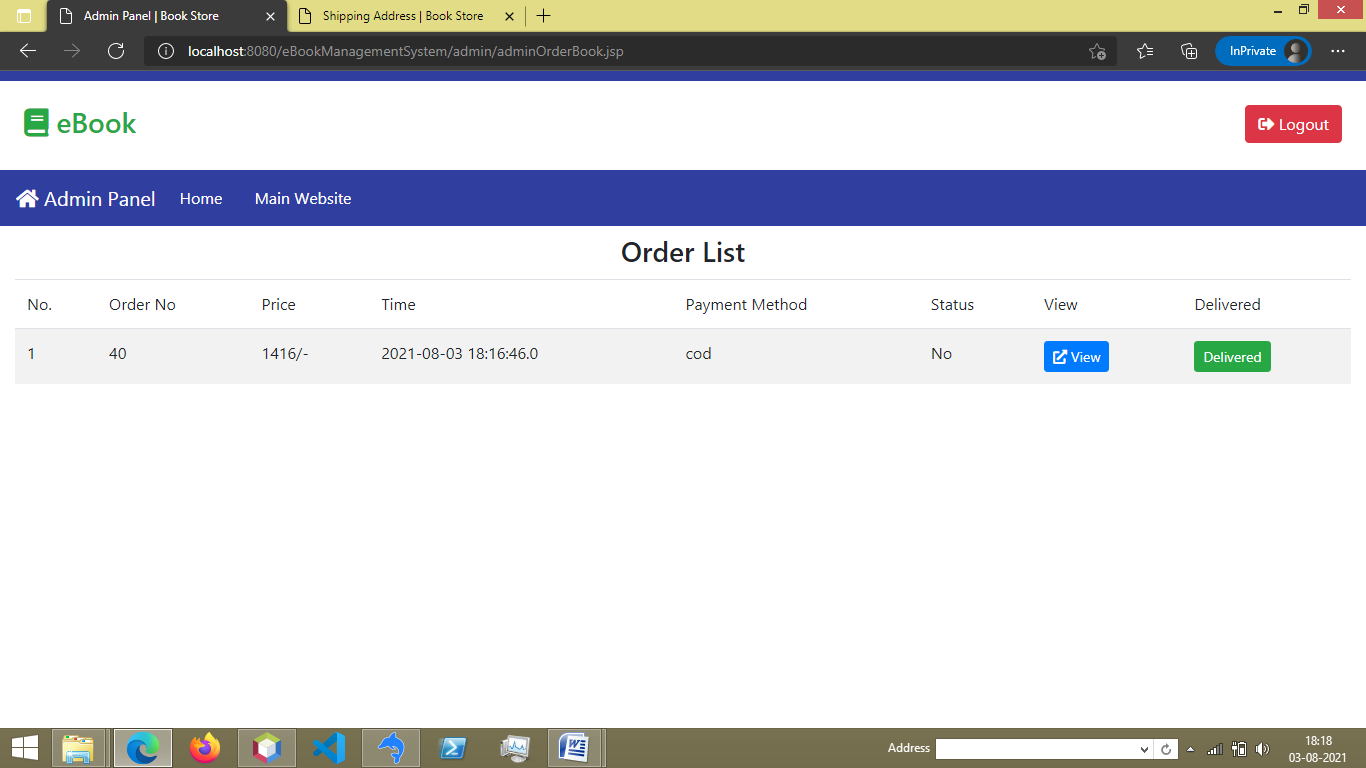 Admin Panel | Book Store
Shipping Address | Book Store
localhost:8080/eBookManagementSystem/admin/adminOrderBook.jsp
InPrivate
eBook
Logout
Admin Panel Home Main Website
Order List
No. Order No Price Time Payment Method Status View Delivered
1 40 1416/- 2021-08-03 18:16:46.0 cod No View Delivered
Address
18:18
03-08-2021